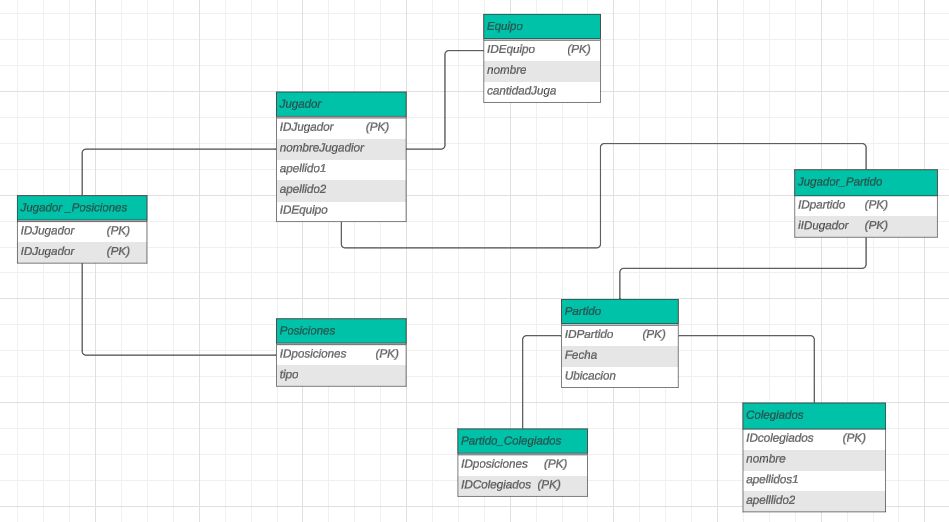 Equipo
IDEquipo (PK)
nombre
cantidadJuga
Jugador
IDJugador (PK)
nombreJugadior
apellido1
apellido2
IDEquipo
Jugador_Partido
IDpartido (PK)
iIDugador (PK)
Jugador _Posiciones
IDJugador (PK)
IDJugador (PK)
Posiciones
IDposiciones (PK)
tipo
Partido
IDPartido (PK)
Fecha
Ubicacion
Partido_Colegiados
IDposiciones (PK)
IDColegiados (PK)
Colegiados
IDcolegiados (PK)
nombre
apellidos1
apelllido2